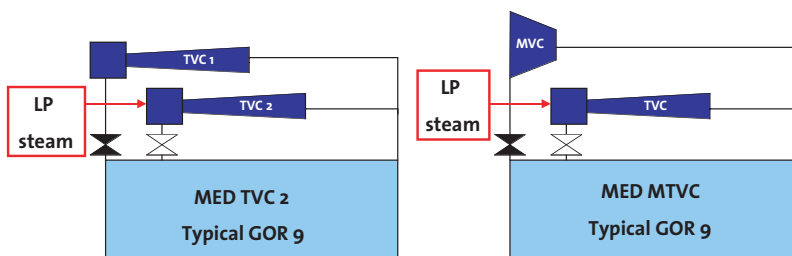 TVC 1
LP
steam
TVC 2
MED TVC 2
Typical GOR 9
MVC
LP
steam
TVC
MED MTVC
Typical GOR 9